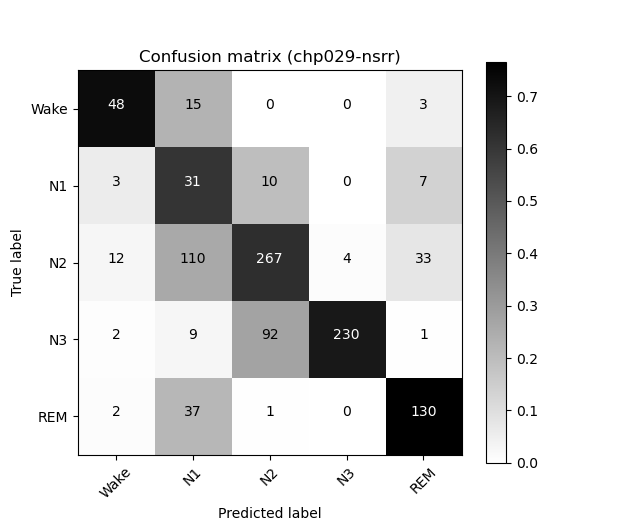 Confusion matrix (chp029-nsrr)
Wake 48 15 0 0 3
N1 3 31 10 0 7
N2 12 110 267 4 33
N3 2 9 92 230 1
REM 2 37 1 0 130
Wake N1 N2 N3 REM
Predicted label
True label
0.7
0.6
0.5
0.4
0.3
0.2
0.1
0.0